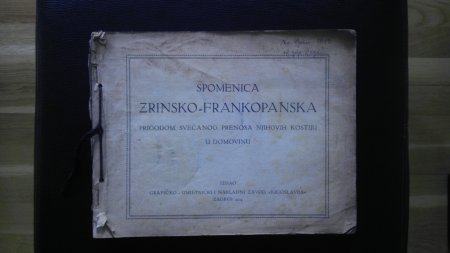 SPOMENICA
ZRINSKO-FRANKOPANSKA
PRIGODOM SVEČANOG PRENOSA NJIHOVIH KOSTIJU
U DOMOVINU
IZDAO
GRAFIČKO-UMJETNIČKI I NAKLADNI ZAVOD »JUGOSLAVIJA«
ZAGREB